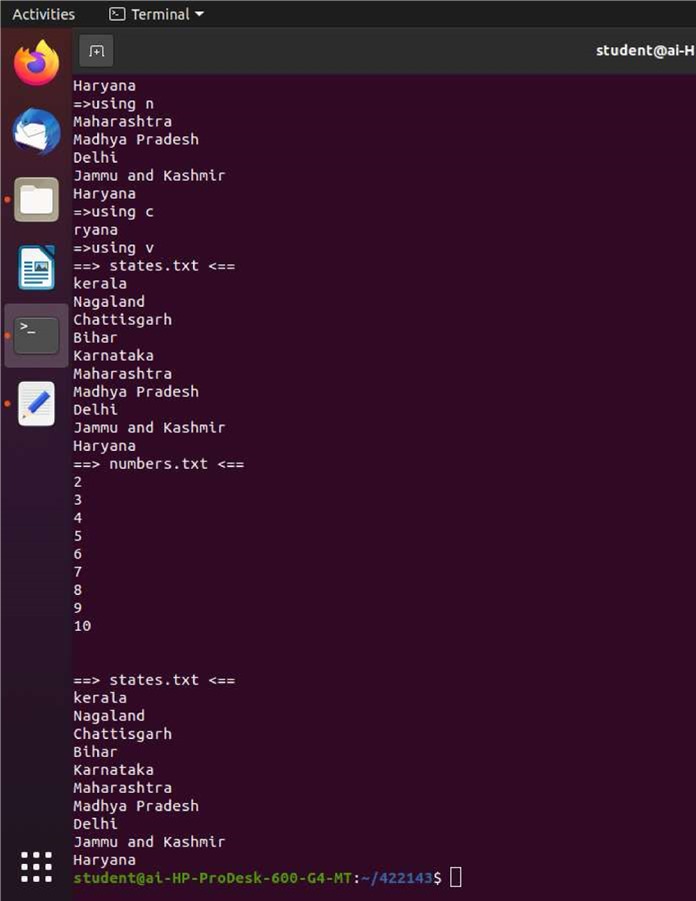 Activities
Terminal
student@ai-H
Haryana
=>using n
Maharashtra
Madhya Pradesh
Delhi
Jammu and Kashmir
Haryana
=>using c
ryana
=>using v
==> states.txt <==
kerala
Nagaland
Chattisgarh
Bihar
Karnataka
Maharashtra
Madhya Pradesh
Delhi
Jammu and Kashmir
Haryana
==> numbers.txt <==
2
3
4
5
6
7
8
9
10
==> states.txt <==
kerala
Nagaland
Chattisgarh
Bihar
Karnataka
Maharashtra
Madhya Pradesh
Delhi
Jammu and Kashmir
Haryana
student@ai-HP-ProDesk-600-G4-MT:~/422143$